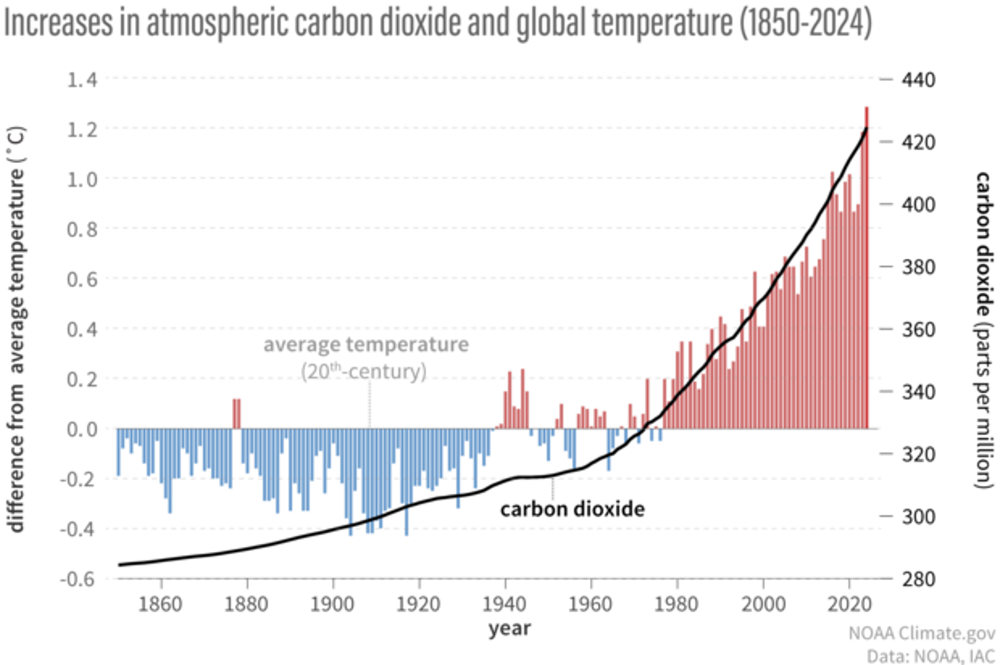 Increases in atmospheric carbon dioxide and global temperature (1850-2024)
difference from average temperature (˚C)
1.4
1.2
1.0
0.8
0.6
0.4
0.2
0.0
-0.2
-0.4
-0.6
average temperature
(20th-century)
carbon dioxide
440
420
400
380
360
340
320
300
280
carbon dioxide (parts per million)
1860 1880 1900 1920 1940 1960 1980 2000 2020
year
NOAA Climate.gov
Data: NOAA, IAC